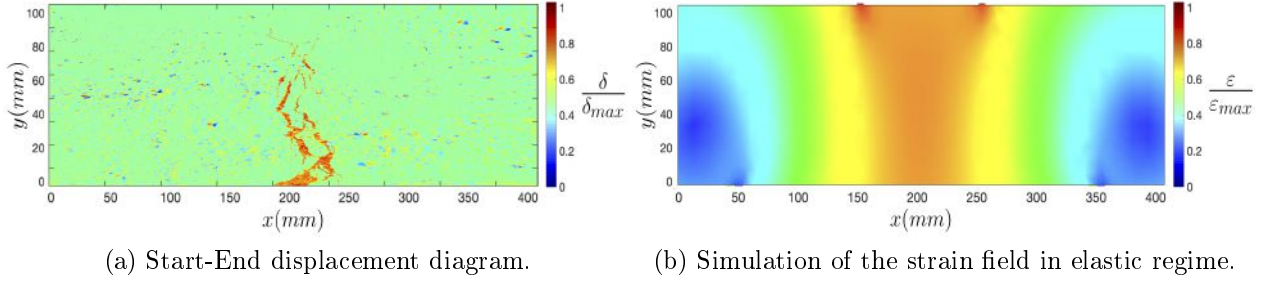 100
80
60
40
20
0
y(mm)
0 50 100 150 200 250 300 350 400
x(mm)
1
0.8
0.6
0.4
0.2
0
δ
δmax
100
80
60
40
20
0
y(mm)
0 50 100 150 200 250 300 350 400
x(mm)
1
0.8
0.6
0.4
0.2
0
ε
εmax
(a) Start-End displacement diagram.
(b) Simulation of the strain field in elastic regime.